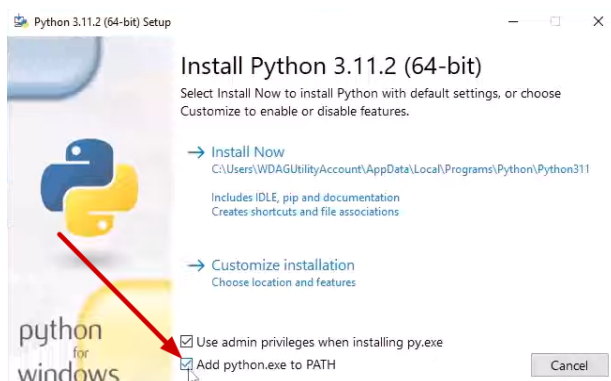 Python 3.11.2 (64-bit) Setup
Install Python 3.11.2 (64-bit)
Select Install Now to install Python with default settings, or choose
Customize to enable or disable features.
Install Now
C:\Users\WDAGUtilityAccount\AppData\Local\Programs\Python\Python311
Includes IDLE, pip and documentation
Creates shortcuts and file associations
Customize installation
Choose location and features
python
for
windows
Use admin privileges when installing py.exe
Add python.exe to PATH
Cancel